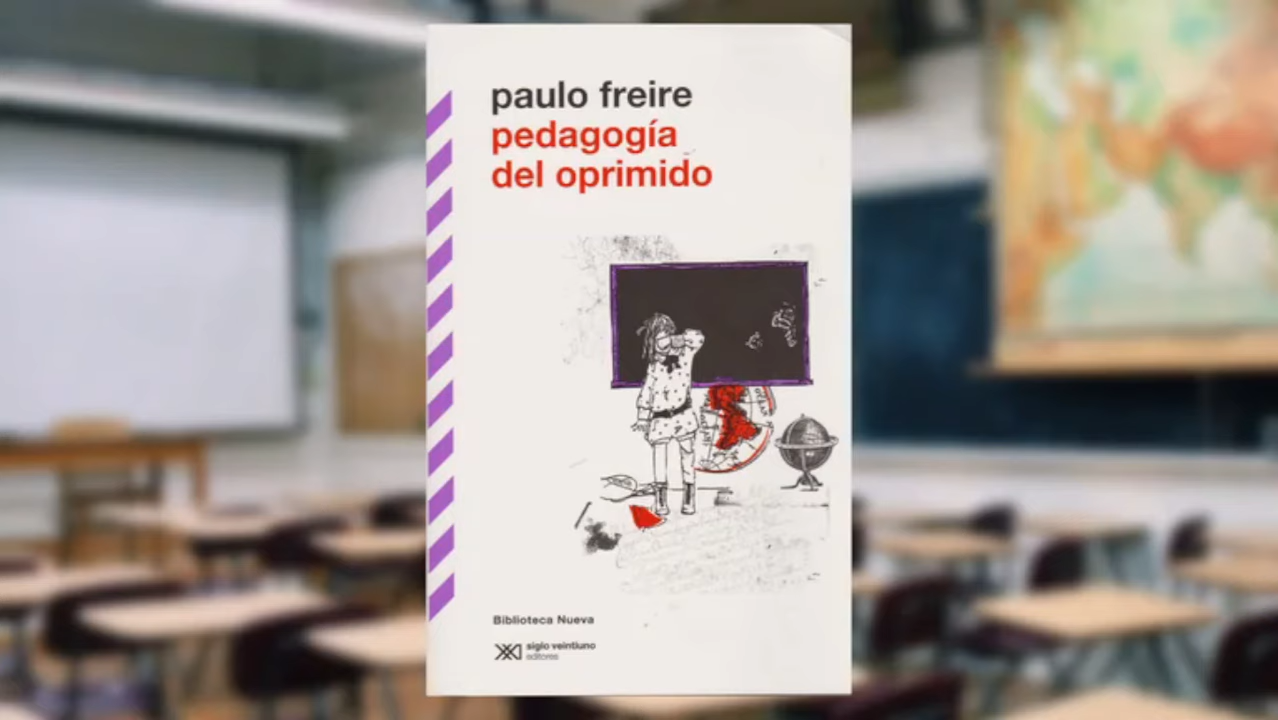 paulo freire
pedagogía
del oprimido
Biblioteca Nueva
siglo veintiuno
editores